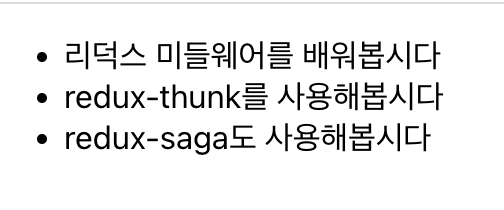 • 리덕스 미들웨어를 배워봅시다
• redux-thunk를 사용해봅시다
• redux-saga도 사용해봅시다